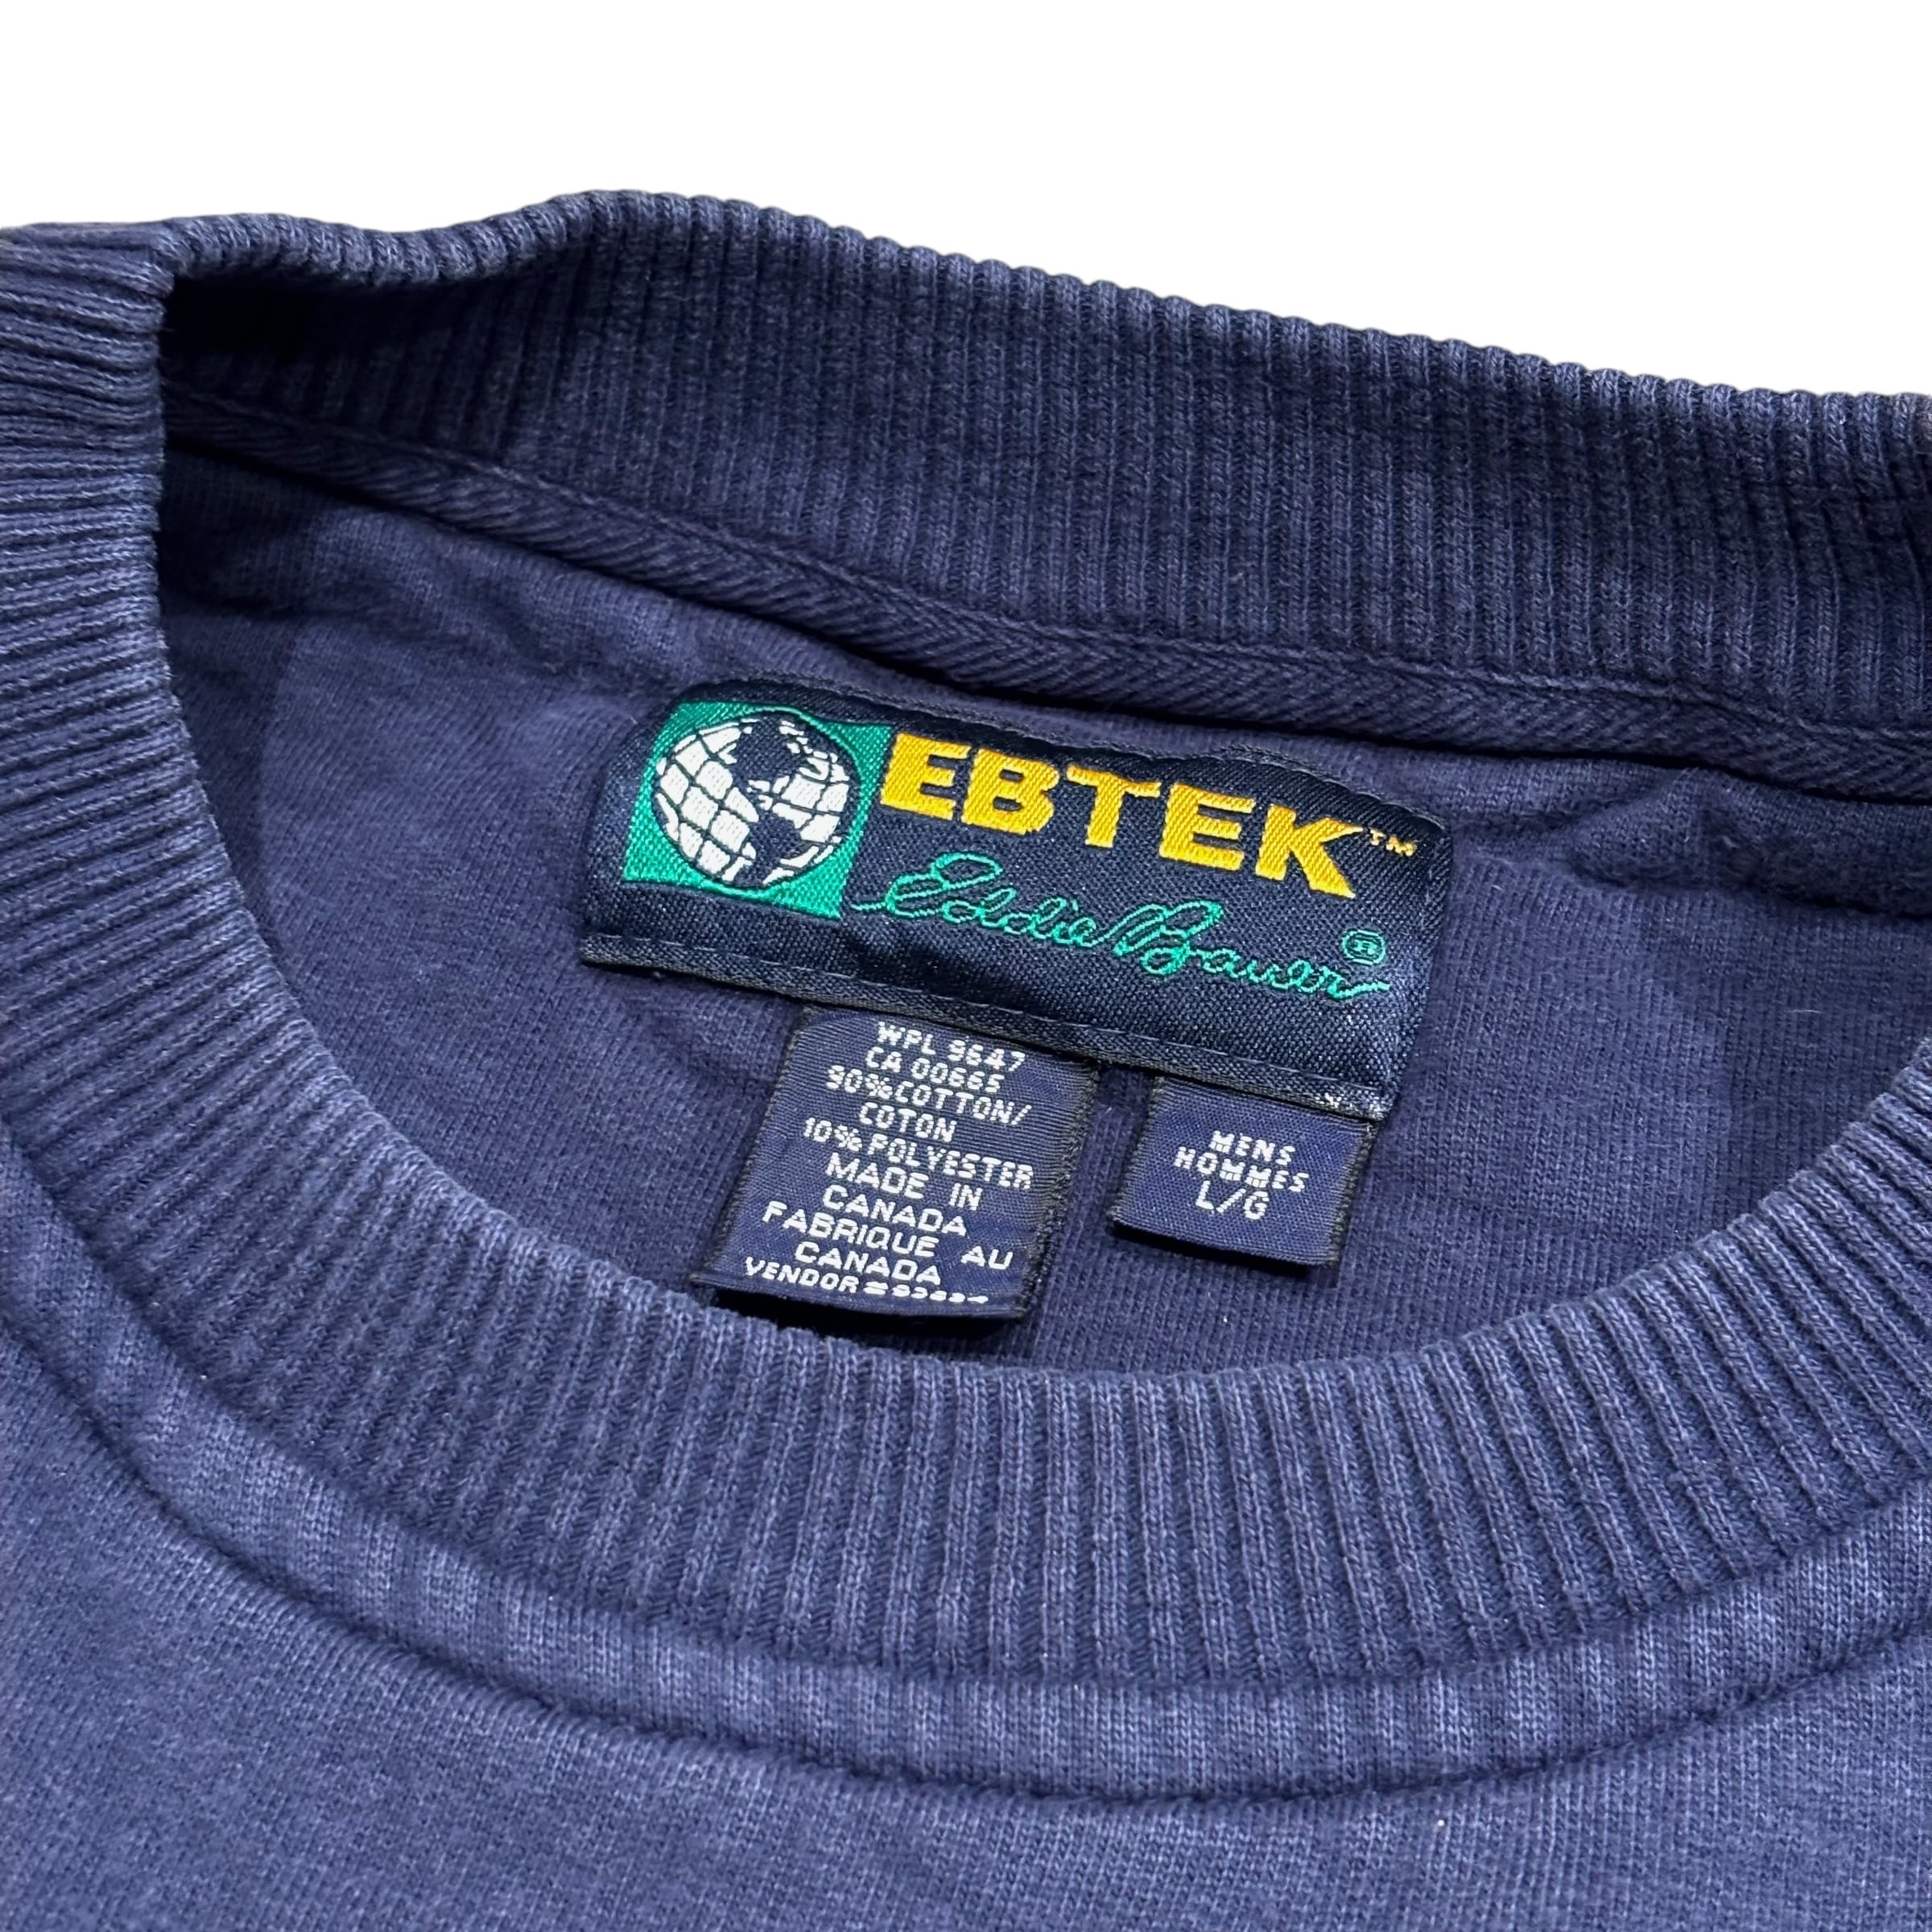 EBTEK™
Eddie Bauer®
WPL 9647
CA 00665
90% COTTON/
COTON
10% POLYESTER
MADE IN
CANADA
FABRIQUE AU
CANADA
VENDOR #
MENS
HOMMES
L/G